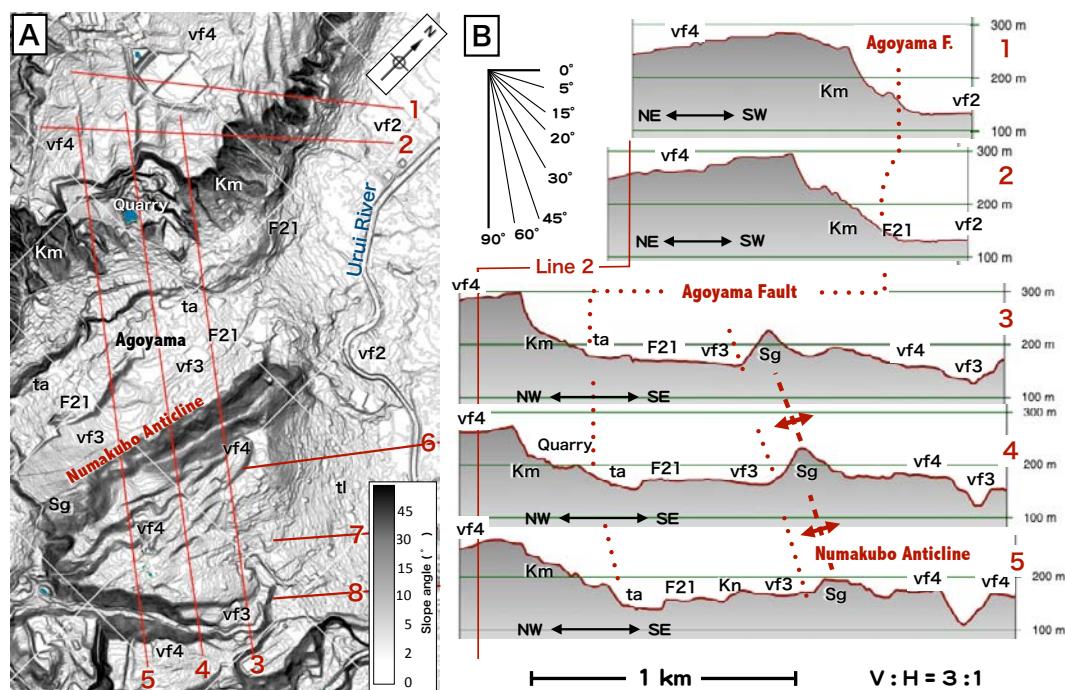 A
N
vf4
1
vf2
2
vf4
Km
Quarry
F21
Km
Urui River
ta
F21
vf2
Agoyama
vf3
ta
F21
vf3
Numakubo Anticline
vf4
6
Sg
tl
vf4
7
8
vf3
vf4
5
4
3
45
30
15
10
5
2
0
Slope angle (°)
B
0°
5°
15°
20°
30°
45°
60°
90°
vf4
Agoyama F.
300 m
1
200 m
Km
vf2
NE
SW
100 m
vf4
300 m
2
200 m
Km
F21
vf2
NE
SW
100 m
Line 2
vf4
Agoyama Fault
300 m
3
Km
ta
F21
vf3
Sg
vf4
vf3
200 m
NW
SE
100 m
vf4
300 m
Quarry
4
Km
ta
F21
vf3
Sg
vf4
vf3
200 m
NW
SE
100 m
vf4
Numakubo Anticline
5
Km
ta
F21
Kn
vf3
Sg
vf4
vf4
200 m
NW
SE
100 m
1 km
V : H = 3 : 1